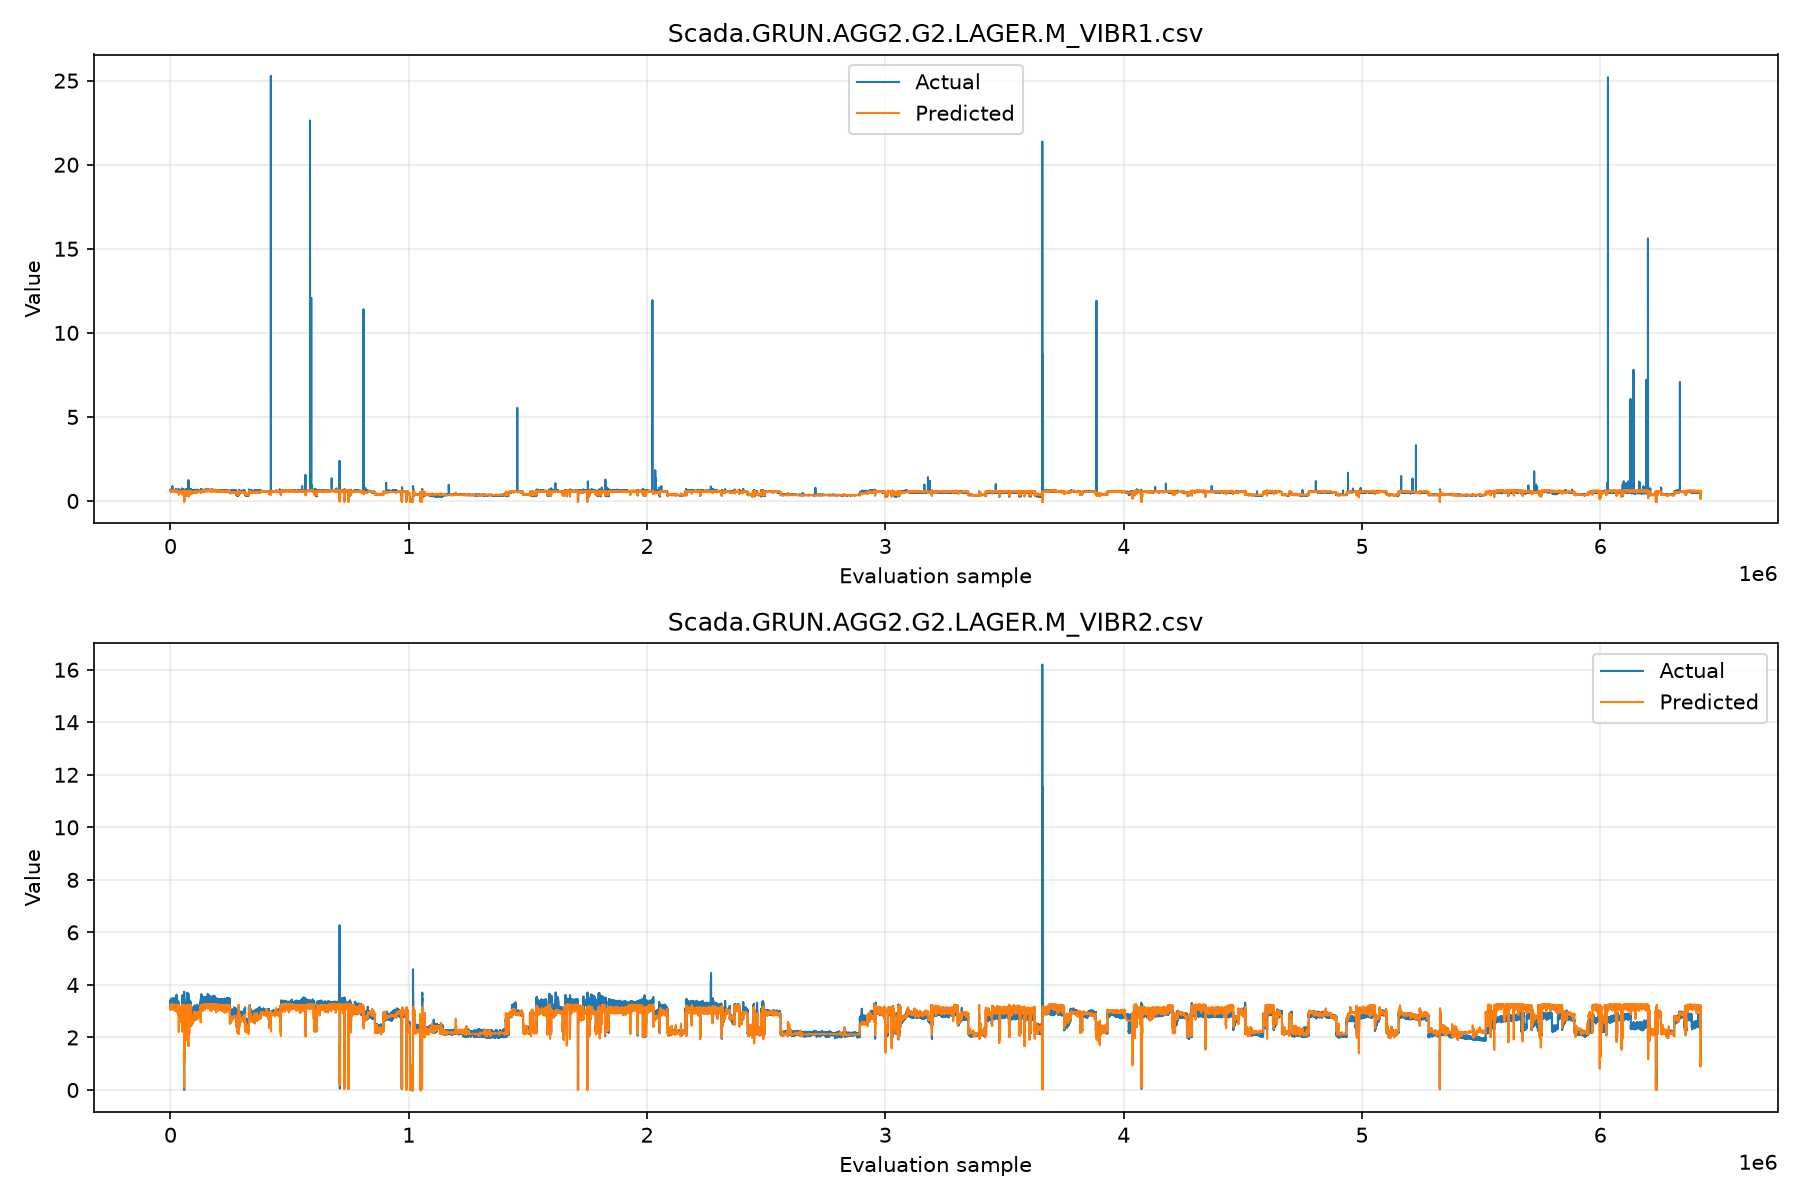 Scada.GRUN.AGG2.G2.LAGER.M_VIBR1.csv
Actual
Predicted
Value
25
20
15
10
5
0
0 1 2 3 4 5 6
1e6
Evaluation sample
Scada.GRUN.AGG2.G2.LAGER.M_VIBR2.csv
Actual
Predicted
Value
16
14
12
10
8
6
4
2
0
0 1 2 3 4 5 6
1e6
Evaluation sample